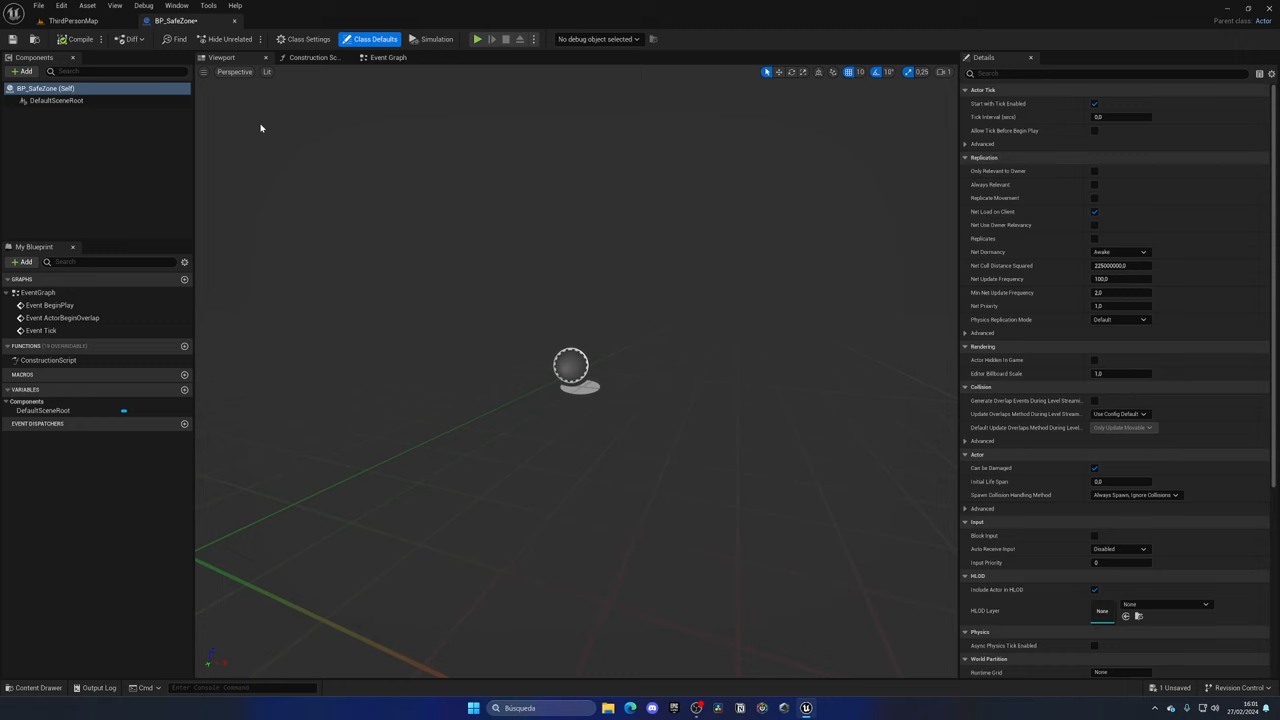 File Edit Asset View Debug Window Tools Help
ThirdPersonMap BP_SafeZone* Parent class: Actor
Compile Diff Find Hide Unrelated Class Settings Class Defaults Simulation No debug object selected
Components Viewport Construction Sc... Event Graph Details
Add Search Perspective Lit 10 10° 0,25 1 Search
BP_SafeZone (Self)
DefaultSceneRoot
My Blueprint
Add Search
GRAPHS
EventGraph
Event BeginPlay
Event ActorBeginOverlap
Event Tick
FUNCTIONS (19 OVERRIDABLE)
ConstructionScript
MACROS
VARIABLES
Components
DefaultSceneRoot
EVENT DISPATCHERS
Actor Tick
Start with Tick Enabled
Tick Interval (secs) 0,0
Allow Tick Before Begin Play
Advanced
Replication
Only Relevant to Owner
Always Relevant
Replicate Movement
Net Load on Client
Net Use Owner Relevancy
Replicates
Net Dormancy Awake
Net Cull Distance Squared 225000000,0
Net Update Frequency 100,0
Min Net Update Frequency 2,0
Net Priority 1,0
Physics Replication Mode Default
Advanced
Rendering
Actor Hidden In Game
Editor Billboard Scale 1,0
Collision
Generate Overlap Events During Level Streami...
Update Overlaps Method During Level Stream... Use Config Default
Default Update Overlaps Method During Level... Only Update Movable
Advanced
Actor
Can be Damaged
Initial Life Span 0,0
Spawn Collision Handling Method Always Spawn, Ignore Collisions
Advanced
Input
Block Input
Auto Receive Input Disabled
Input Priority 0
HLOD
Include Actor in HLOD
HLOD Layer None None
Physics
Async Physics Tick Enabled
World Partition
Runtime Grid None
Content Drawer Output Log Cmd Enter Console Command 1 Unsaved Revision Control
Búsqueda 16:01
27/02/2024